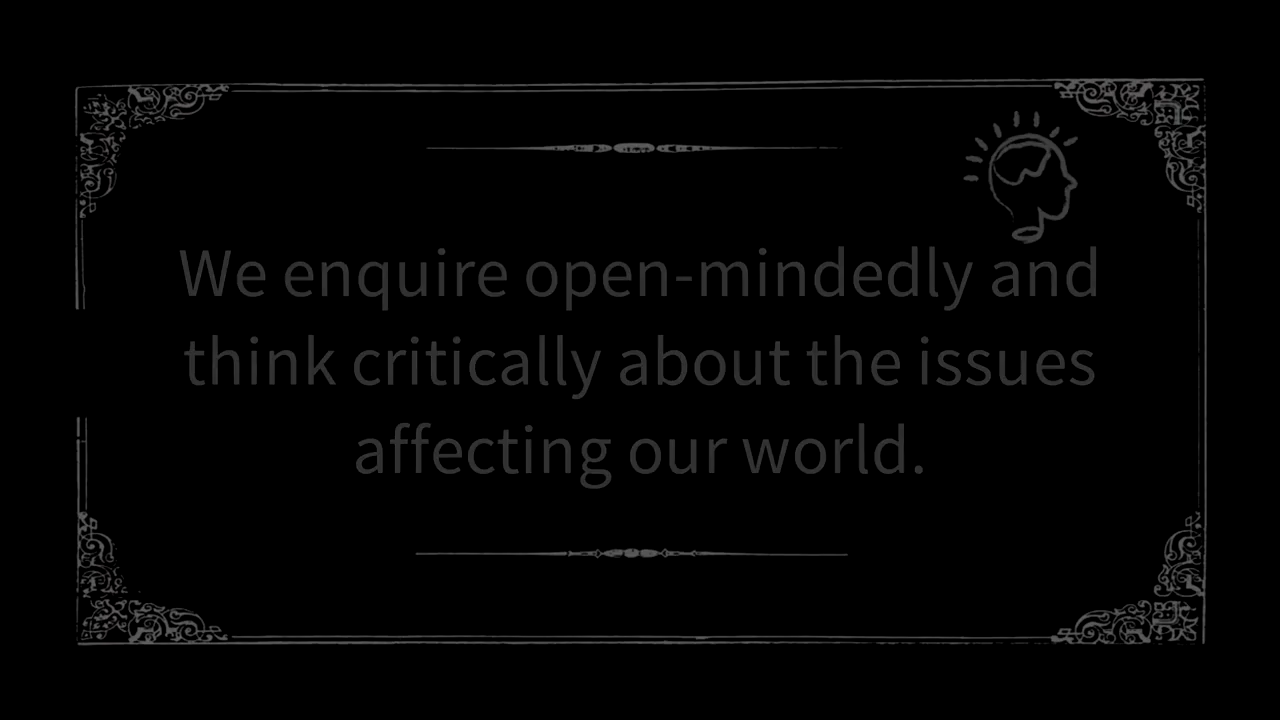 We enquire open-mindedly and
think critically about the issues
affecting our world.